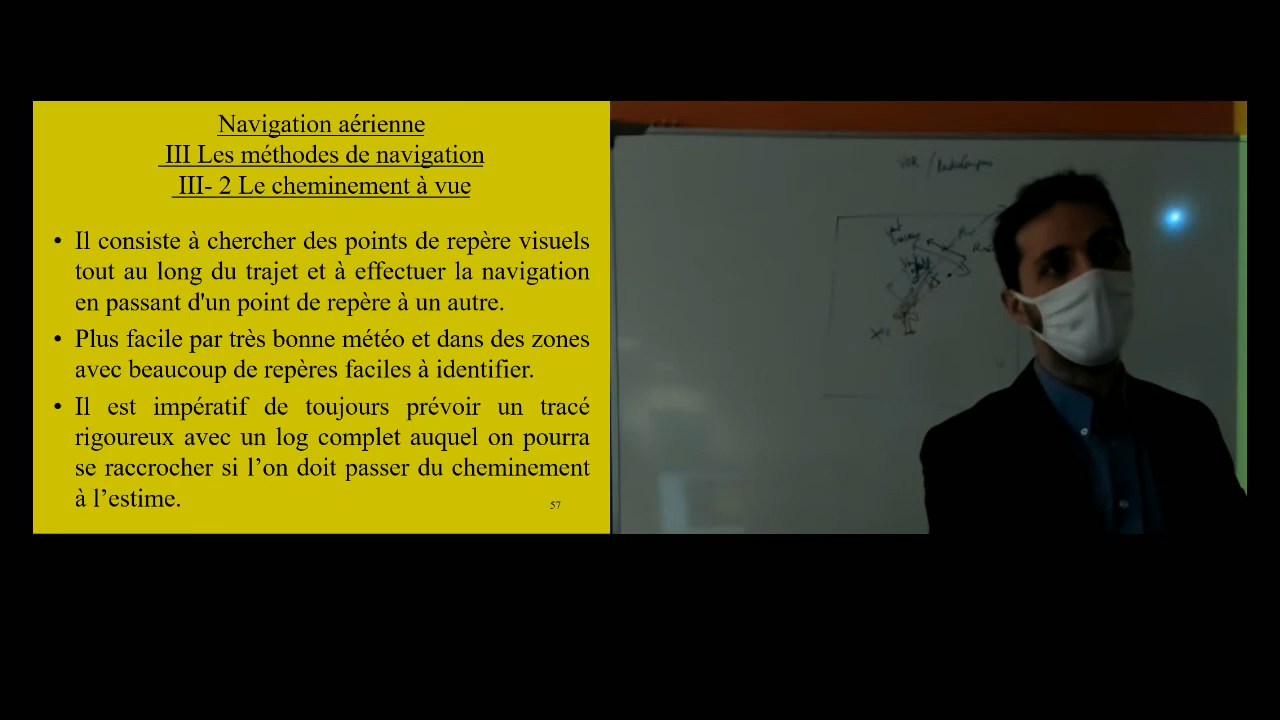 Navigation aérienne
III Les méthodes de navigation
III- 2 Le cheminement à vue
• Il consiste à chercher des points de repère visuels
tout au long du trajet et à effectuer la navigation
en passant d'un point de repère à un autre.
• Plus facile par très bonne météo et dans des zones
avec beaucoup de repères faciles à identifier.
• Il est impératif de toujours prévoir un tracé
rigoureux avec un log complet auquel on pourra
se raccrocher si l’on doit passer du cheminement
à l’estime.
57
VOR /